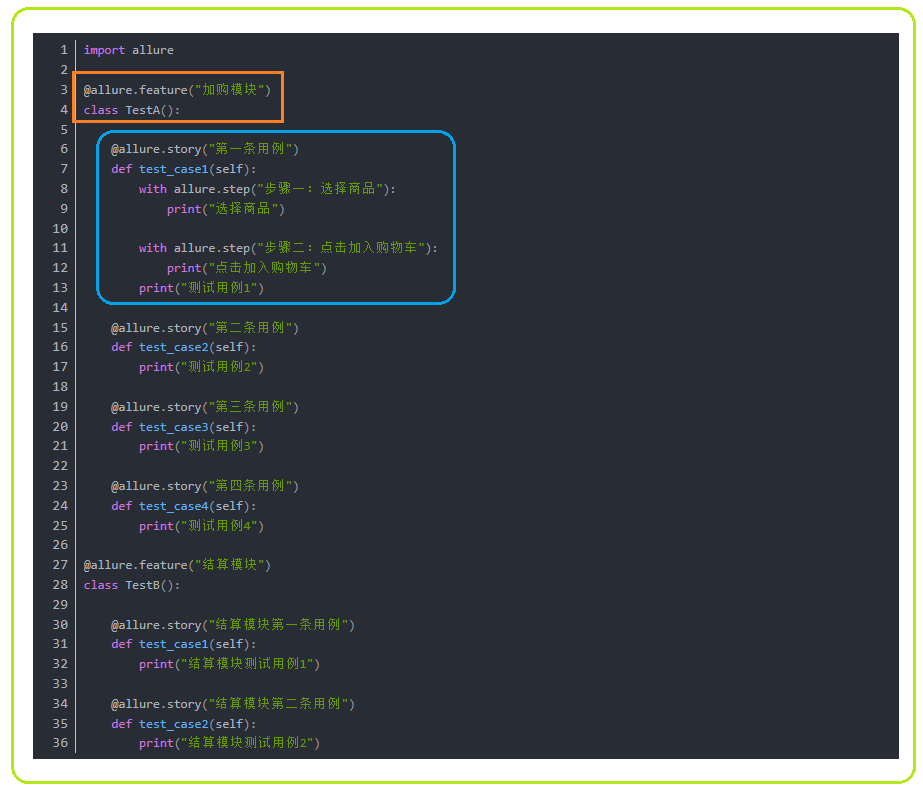 1 import allure
2
3 @allure.feature("加购模块")
4 class TestA():
5
6     @allure.story("第一条用例")
7     def test_case1(self):
8         with allure.step("步骤一：选择商品"):
9             print("选择商品")
10
11         with allure.step("步骤二：点击加入购物车"):
12             print("点击加入购物车")
13         print("测试用例1")
14
15     @allure.story("第二条用例")
16     def test_case2(self):
17         print("测试用例2")
18
19     @allure.story("第三条用例")
20     def test_case3(self):
21         print("测试用例3")
22
23     @allure.story("第四条用例")
24     def test_case4(self):
25         print("测试用例4")
26
27 @allure.feature("结算模块")
28 class TestB():
29
30     @allure.story("结算模块第一条用例")
31     def test_case1(self):
32         print("结算模块测试用例1")
33
34     @allure.story("结算模块第二条用例")
35     def test_case2(self):
36         print("结算模块测试用例2")